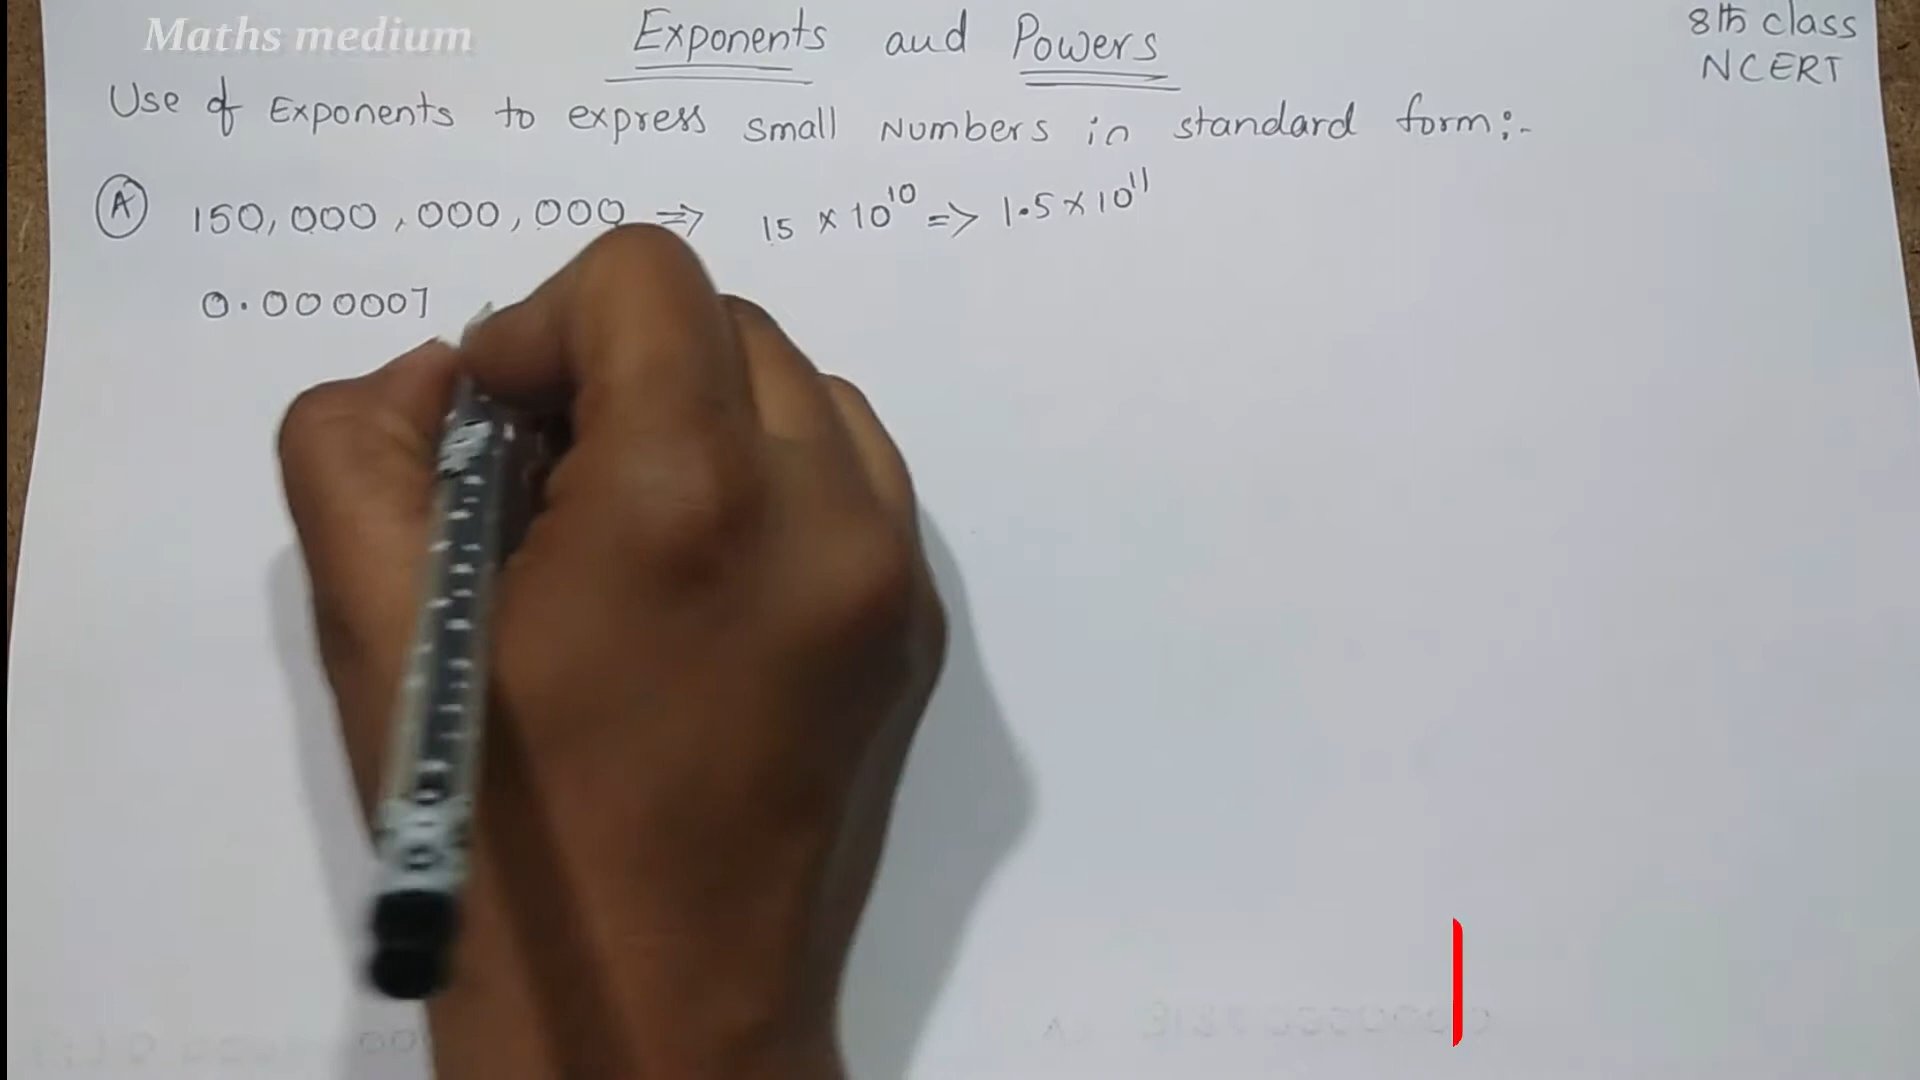 Maths medium
Exponents and Powers
8th class
NCERT
Use of Exponents to express small Numbers in standard form:-
A 150,000,000,000 => 15 x 10^10 => 1.5 x 10^11
0.000007